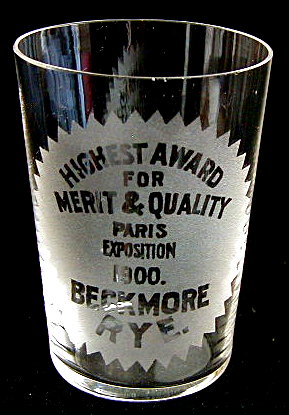 HIGHEST AWARD
FOR
MERIT & QUALITY
PARIS
EXPOSITION
1900.
BECKMORE
RYE.